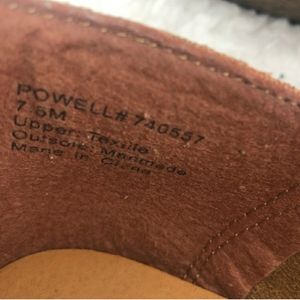 POWELL# 740557
7.5M
Upper: Textile
Outsole: Manmade
Made in China